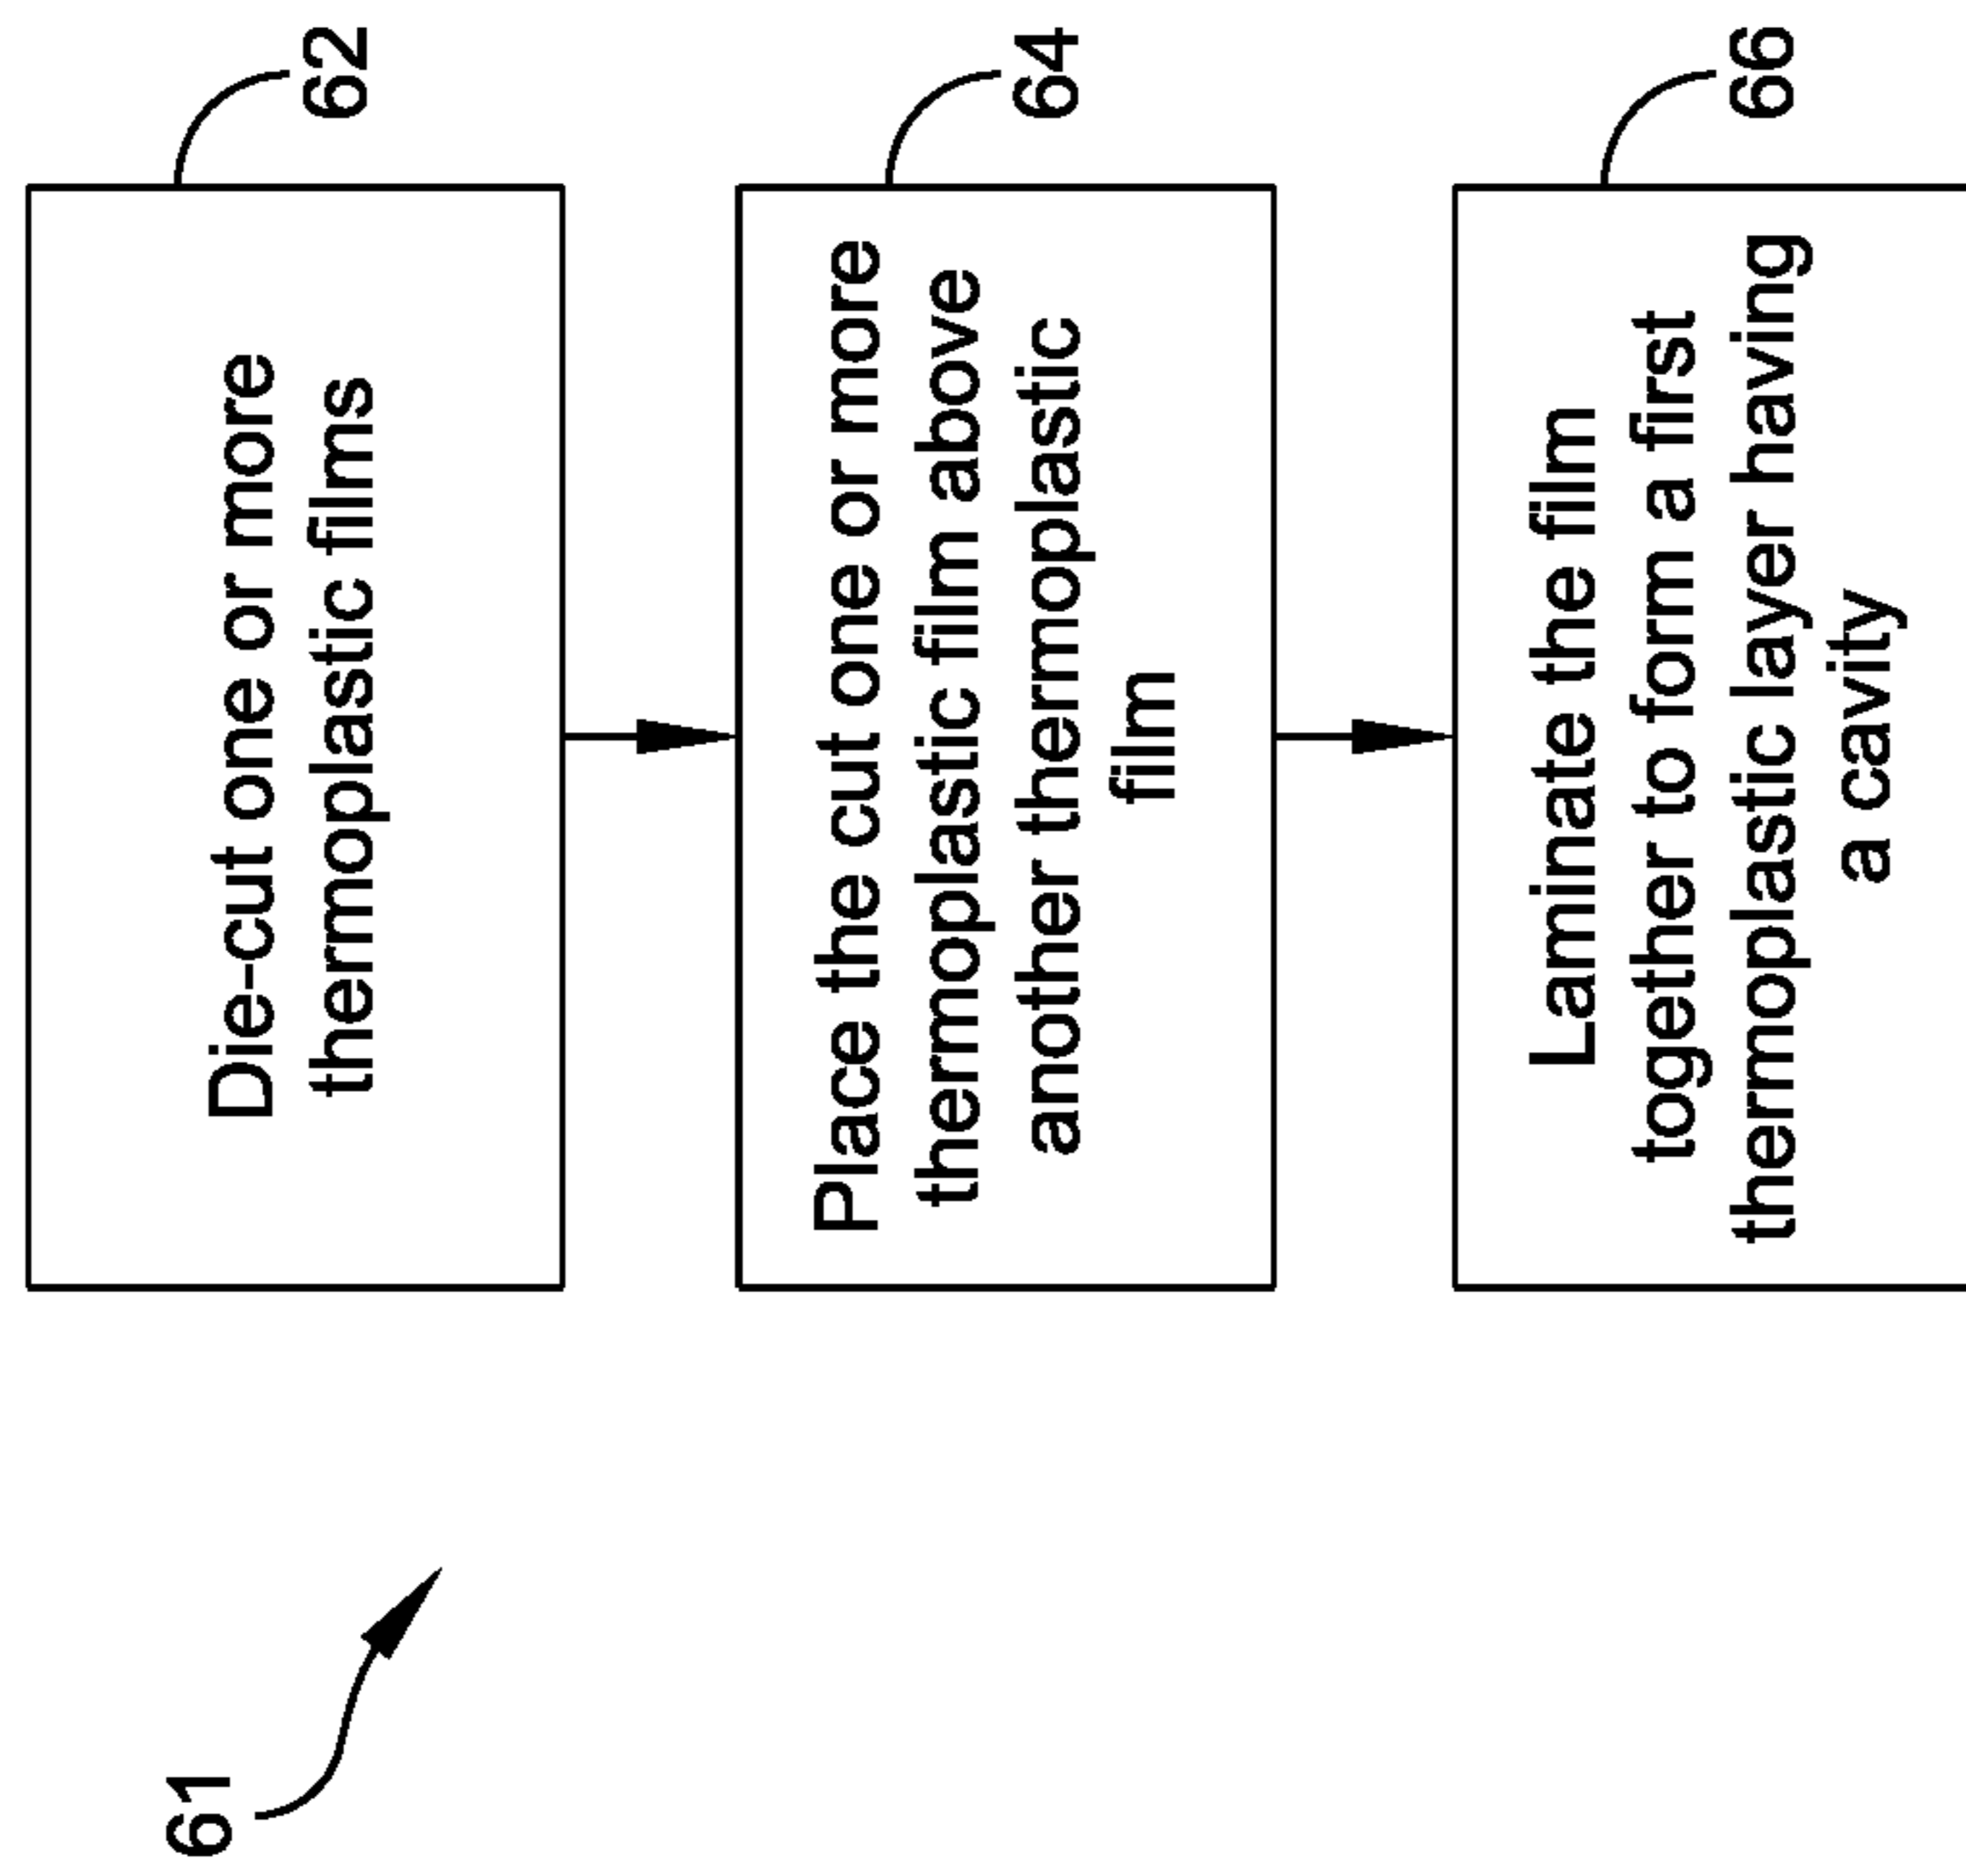 61
62
Die-cut one or more
thermoplastic films
64
Place the cut one or more
thermoplastic film above
another thermoplastic
film
66
Laminate the film
together to form a first
thermoplastic layer having
a cavity